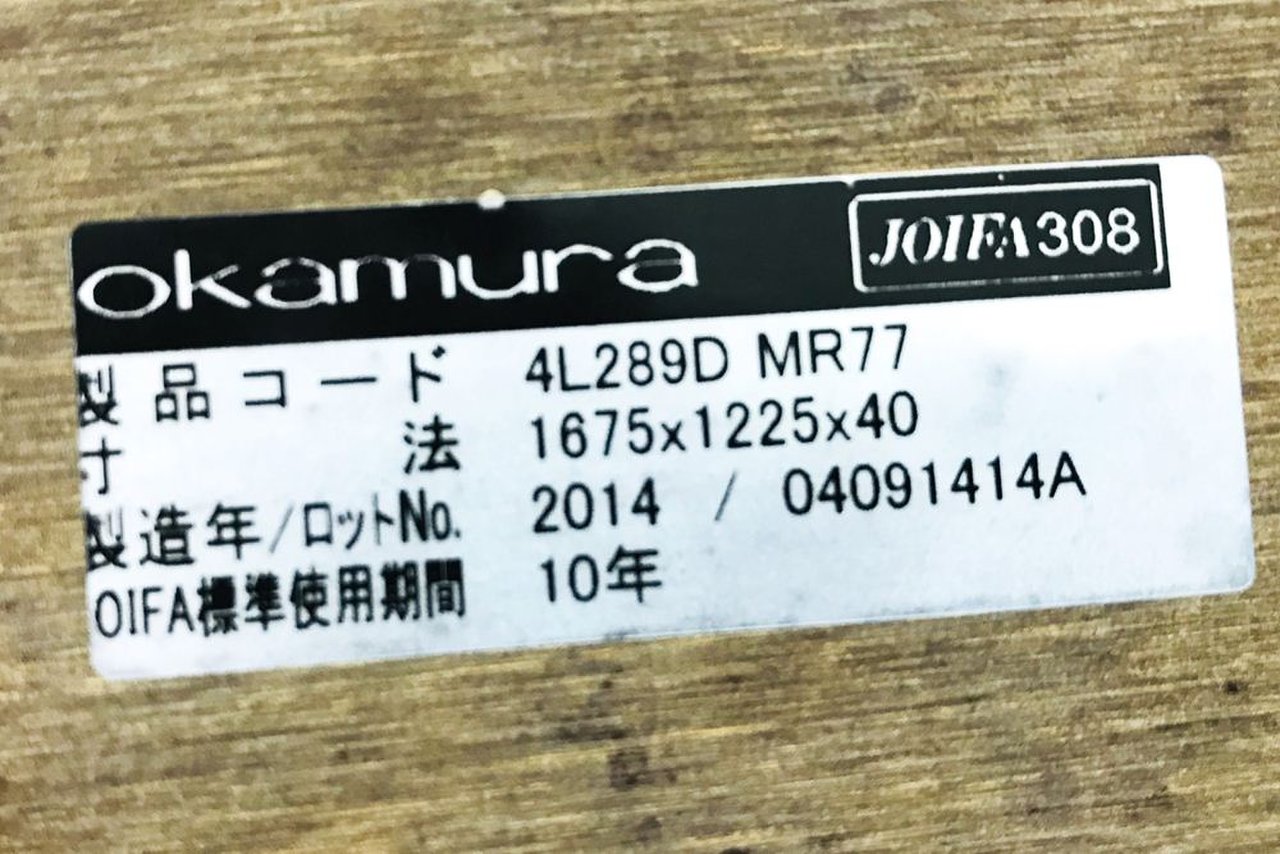 okamura
JOIFA308
製品コード 4L289D MR77
寸法 1675x1225x40
製造年/ロットNo. 2014 / 04091414A
OIFA標準使用期間 10年